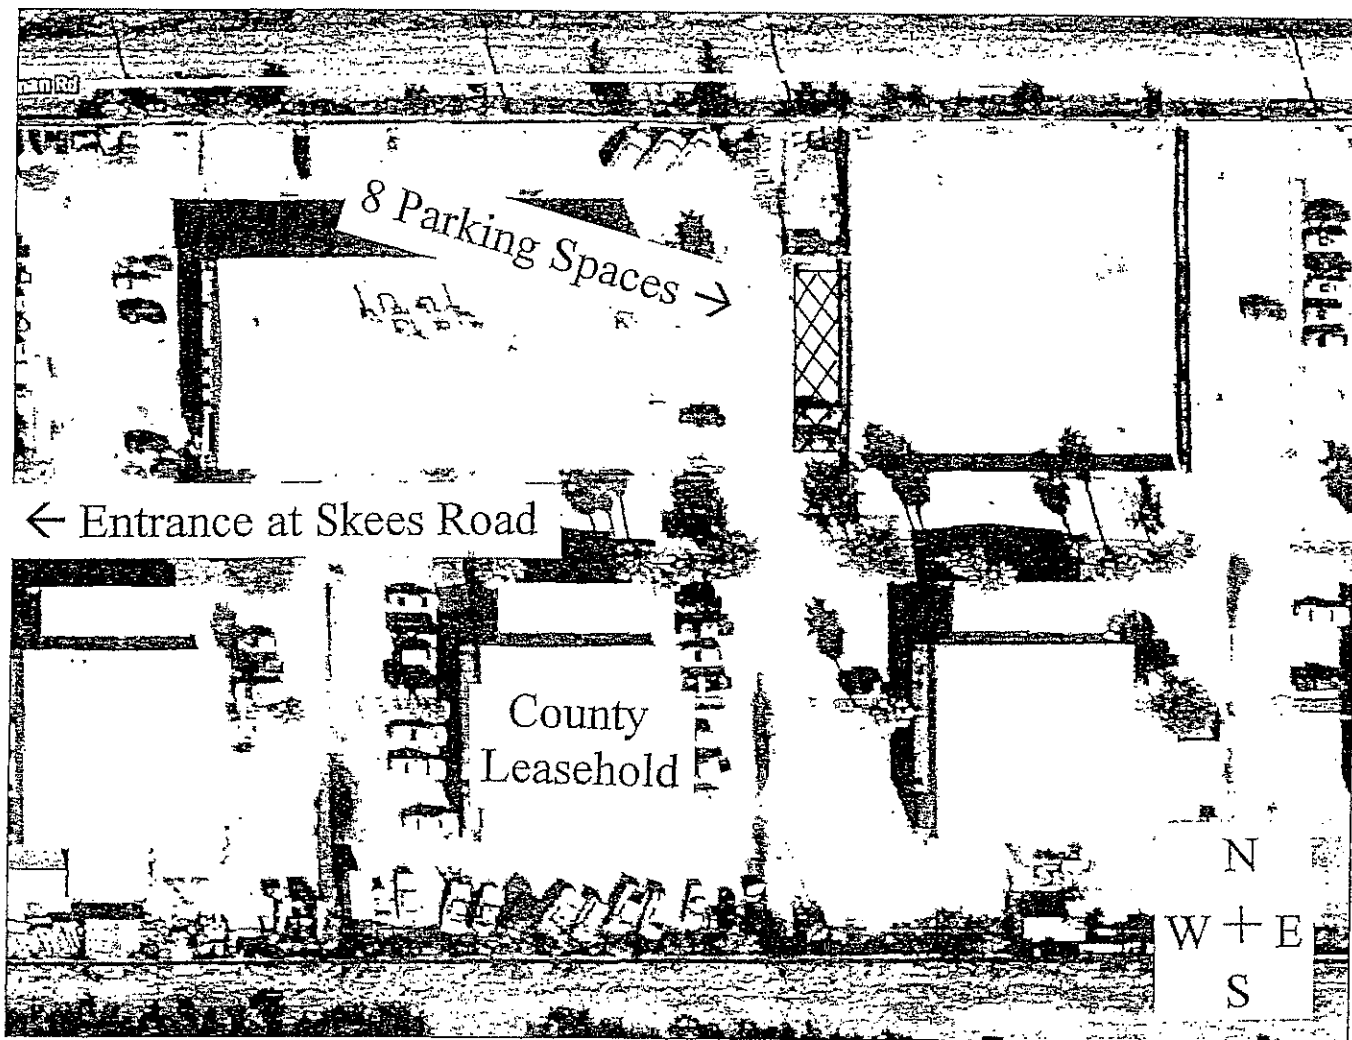 8 Parking Spaces →
← Entrance at Skees Road
County
Leasehold
N
W + E
S